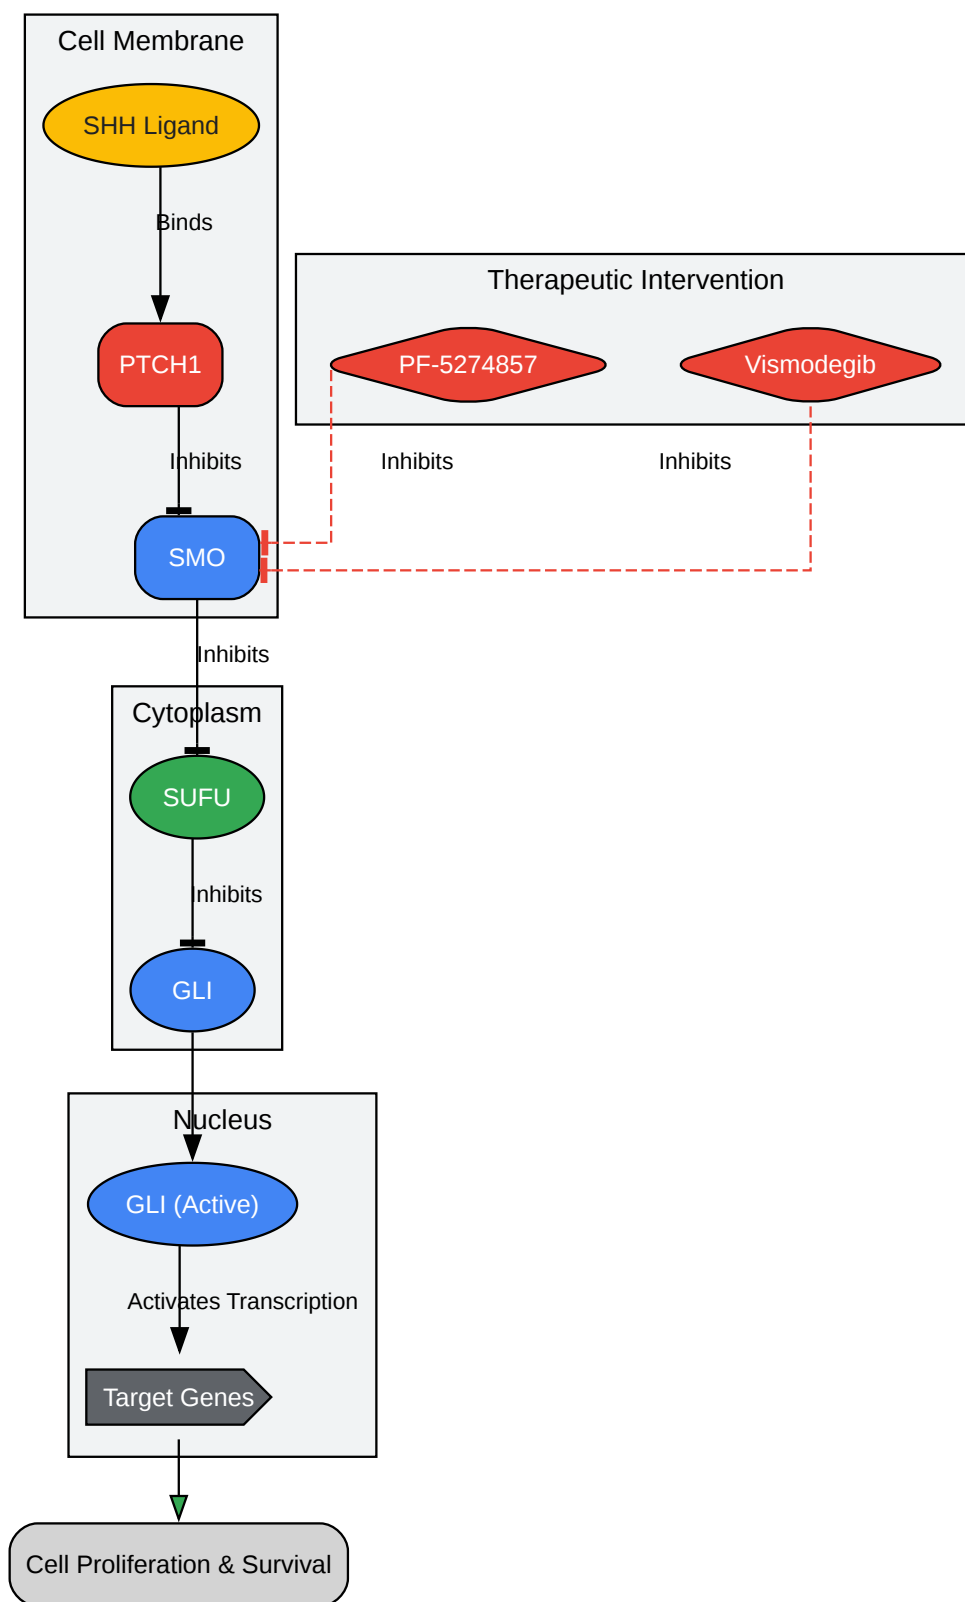 Cell Membrane
SHH Ligand
Binds
Therapeutic Intervention
PTCH1
PF-5274857
Vismodegib
Inhibits
Inhibits
Inhibits
SMO
Inhibits
Cytoplasm
SUFU
Inhibits
GLI
Nucleus
GLI (Active)
Activates Transcription
Target Genes
Cell Proliferation & Survival